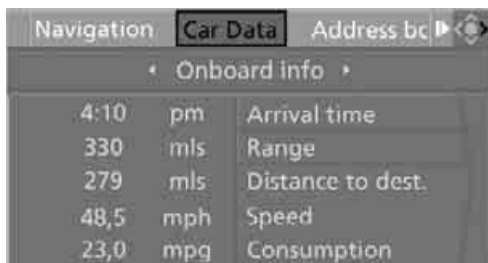 Navigation Car Data Address bc
Onboard info
4:10 pm Arrival time
330 mls Range
279 mls Distance to dest.
48,5 mph Speed
23,0 mpg Consumption